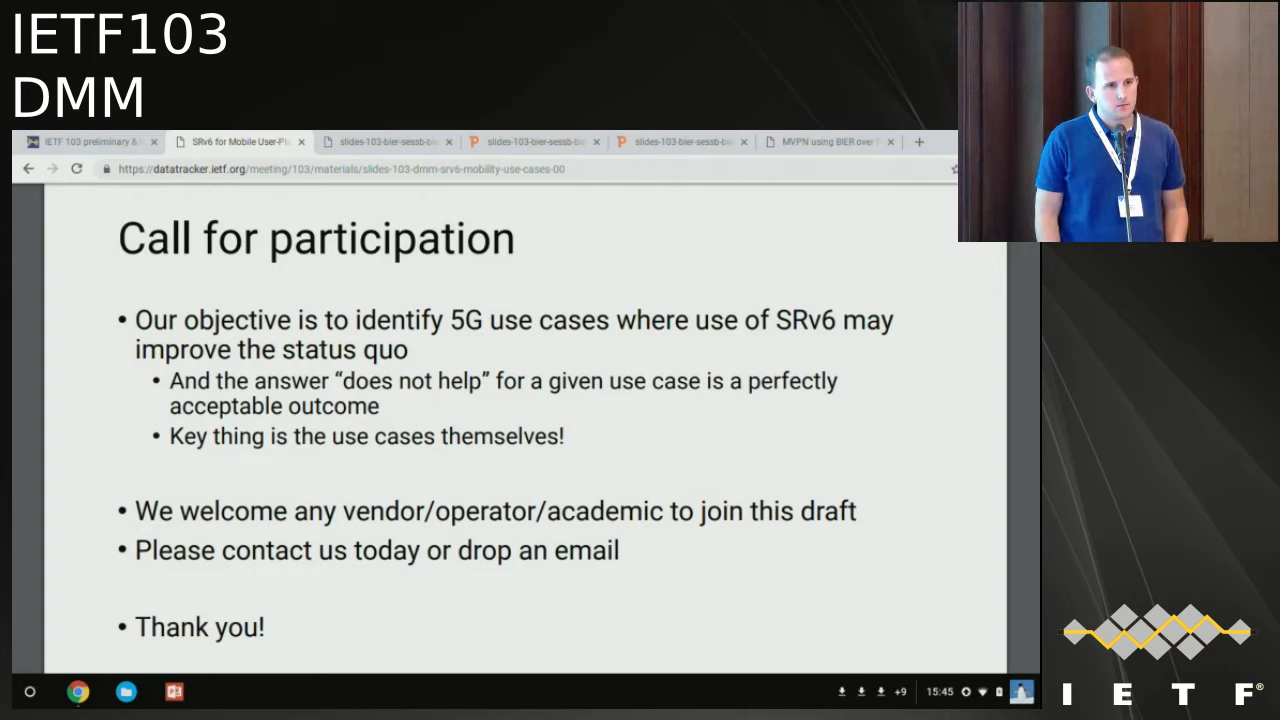 IETF103
DMM
IETF 103 preliminary &
SRv6 for Mobile User-Pl
slides-103-bier-sessb-bi
slides-103-bier-sessb-bi
slides-103-bier-sessb-bi
MVPN using BIER over
https://datatracker.ietf.org/meeting/103/materials/slides-103-dmm-srv6-mobility-use-cases-00
Call for participation
• Our objective is to identify 5G use cases where use of SRv6 may
improve the status quo
• And the answer “does not help” for a given use case is a perfectly
acceptable outcome
• Key thing is the use cases themselves!
• We welcome any vendor/operator/academic to join this draft
• Please contact us today or drop an email
• Thank you!
+9
15:45
I E T F®